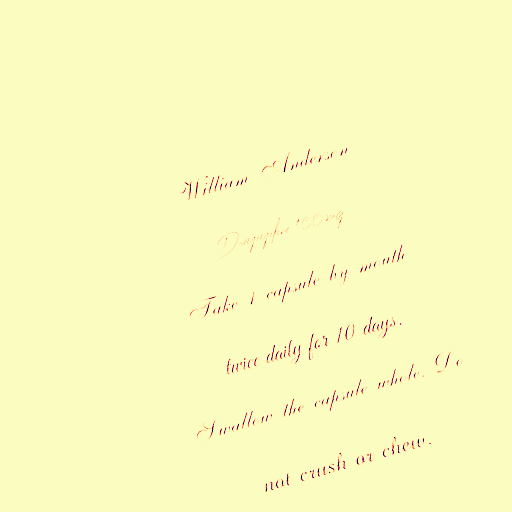 William Anderson
100mg
Take 1 capsule by mouth
twice daily for 10 days.
Swallow the capsule whole. Do
not crush or chew.